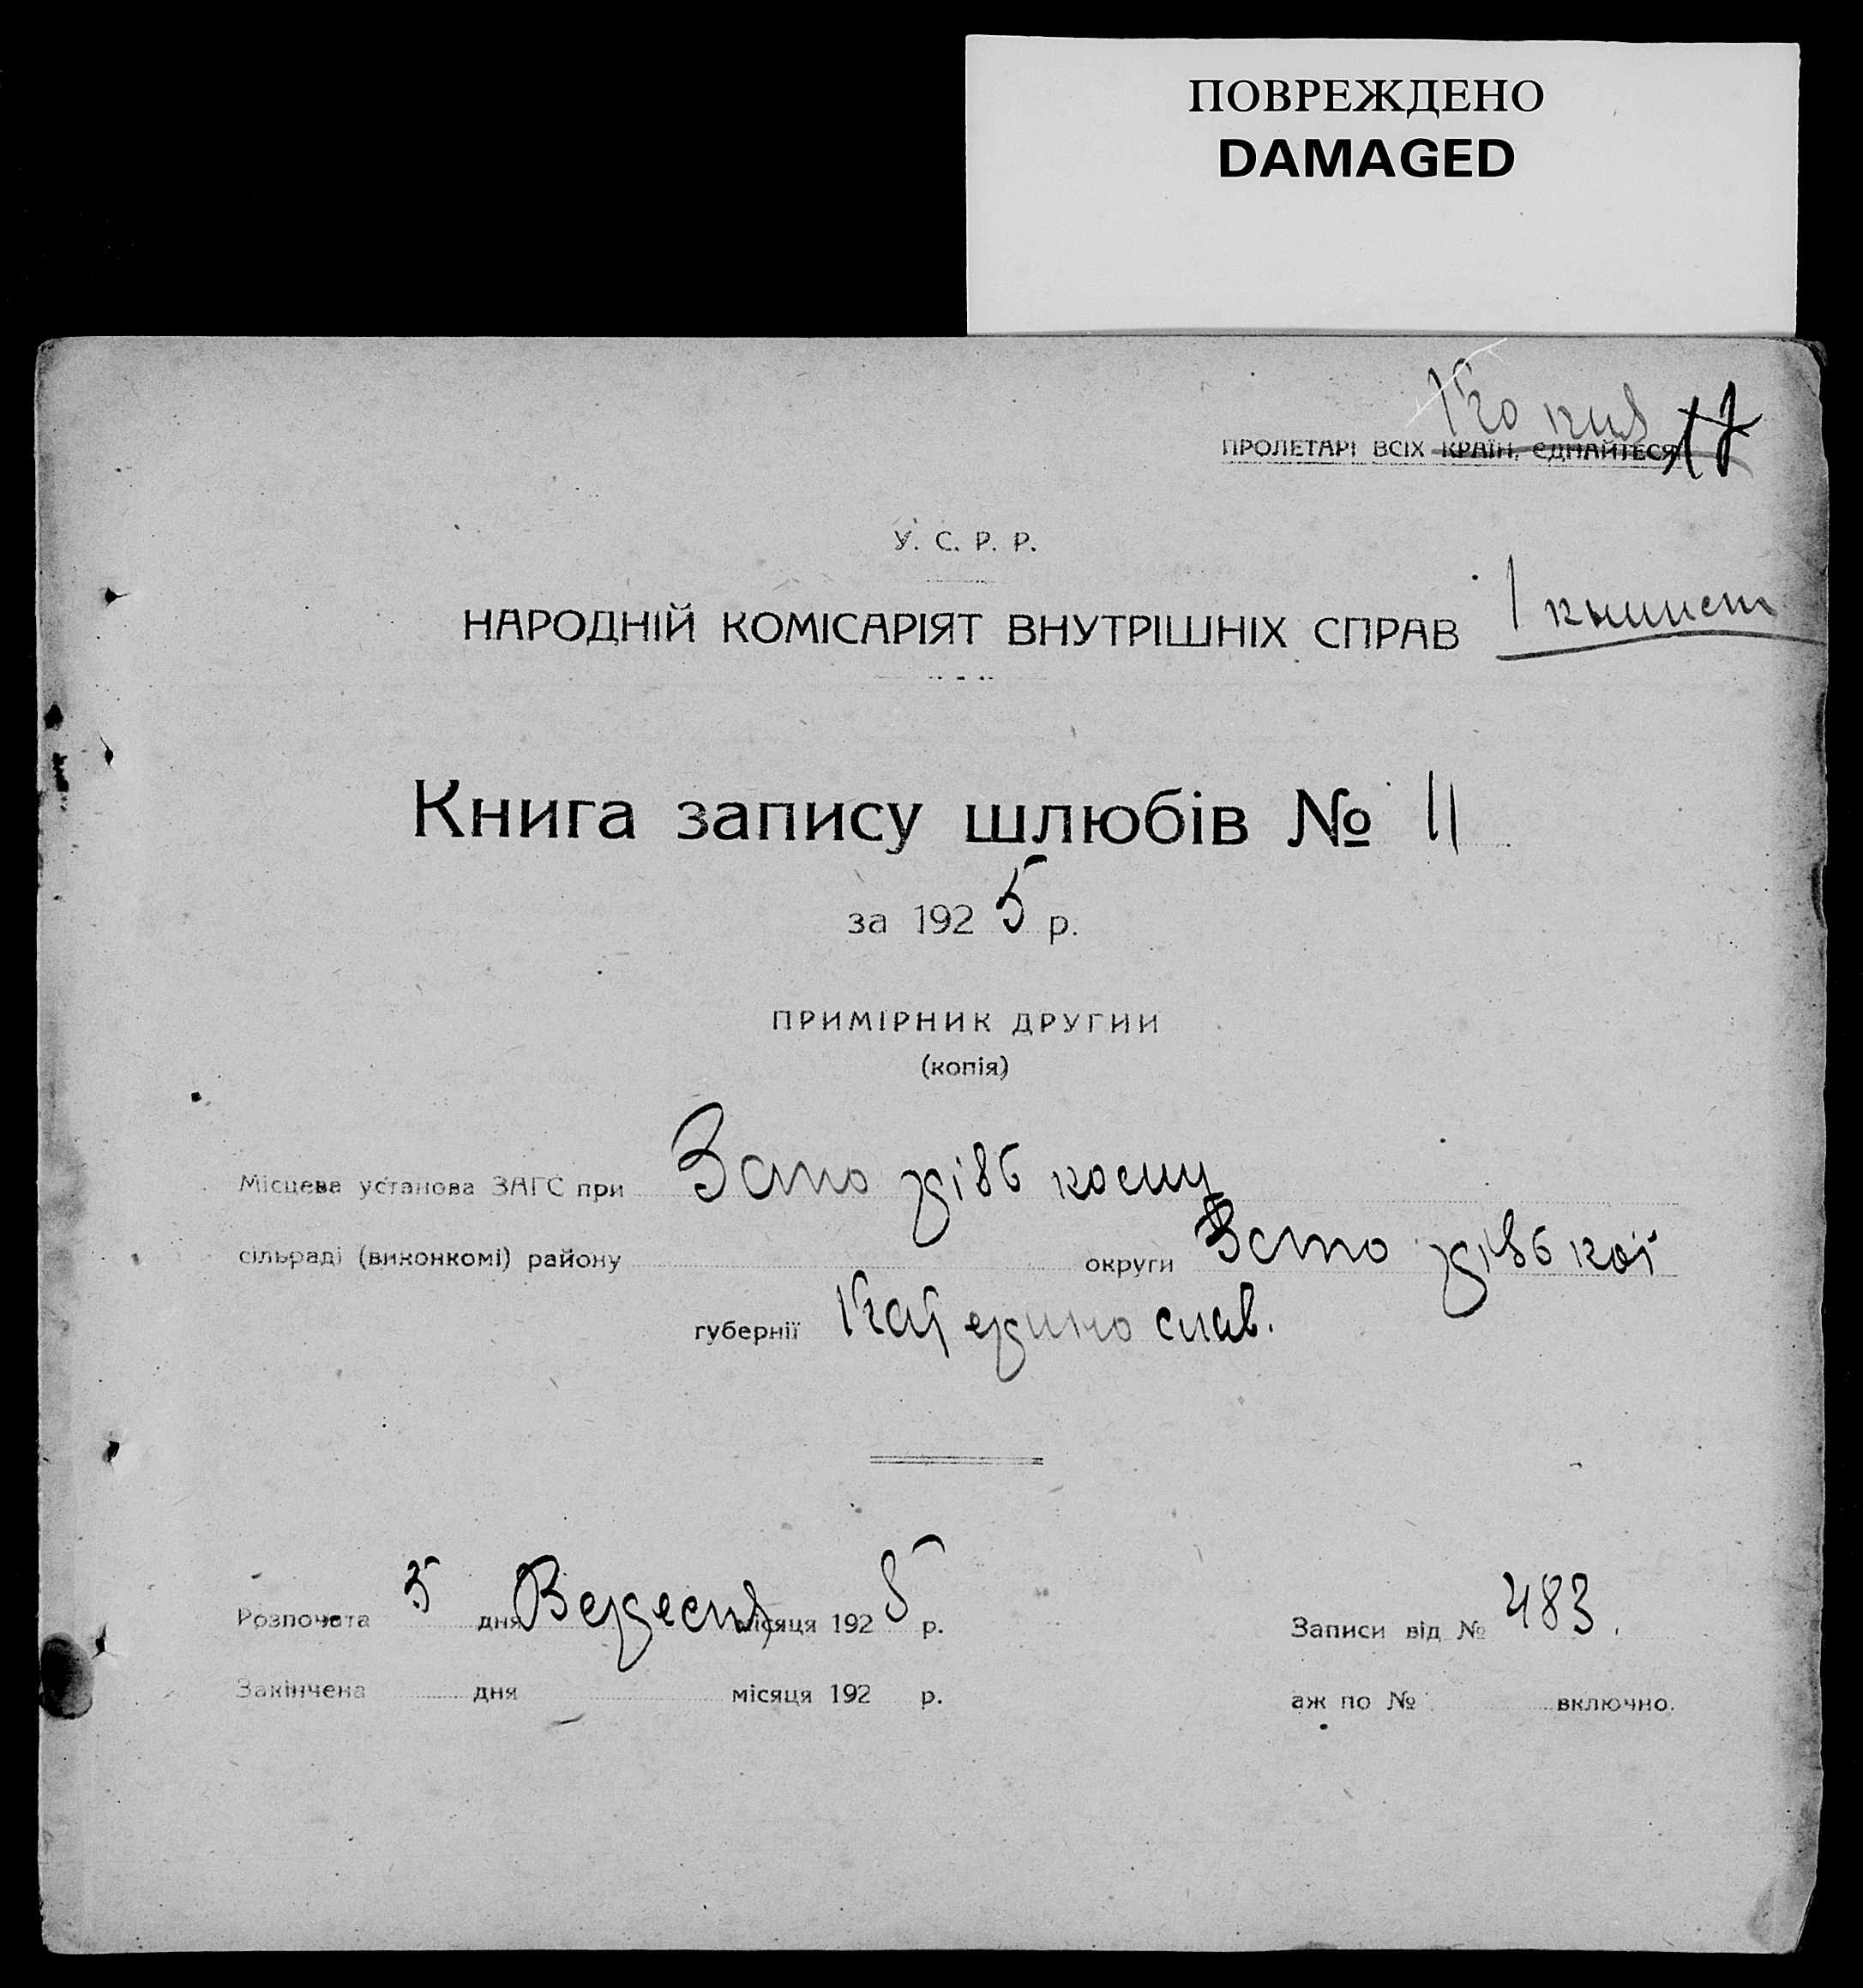 ПОВРЕЖДЕНО
DAMAGED
17
ПРОЛЕТАРІ ВСІХ КРАЇН, ЄДНАЙТЕСЯ
У. С. Р. Р.
НАРОДНІЙ КОМІСАРІЯТ ВНУТРІШНІХ СПРАВ
Книга запису шлюбів № 11
за 1925 р.
ПРИМІРНИК ДРУГИЙ
(копія)
Місцева установа ЗАГС при
сільраді (виконкомі) району округи
губернії Катеринослав.
Розпочата 5 дня Вересня місяця 1925 р.
Записи від № 483.
Закінчена дня місяця 192 р.
аж по № включно.